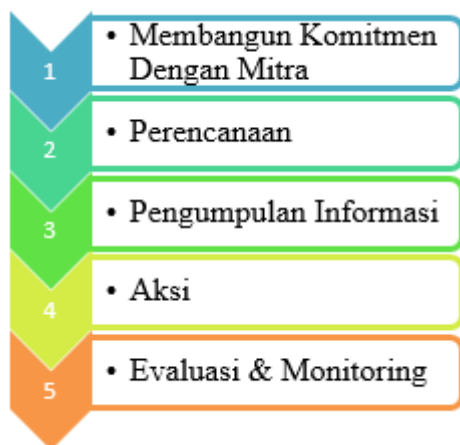 1
• Membangun Komitmen
Dengan Mitra
2
• Perencanaan
3
• Pengumpulan Informasi
4
• Aksi
5
• Evaluasi & Monitoring